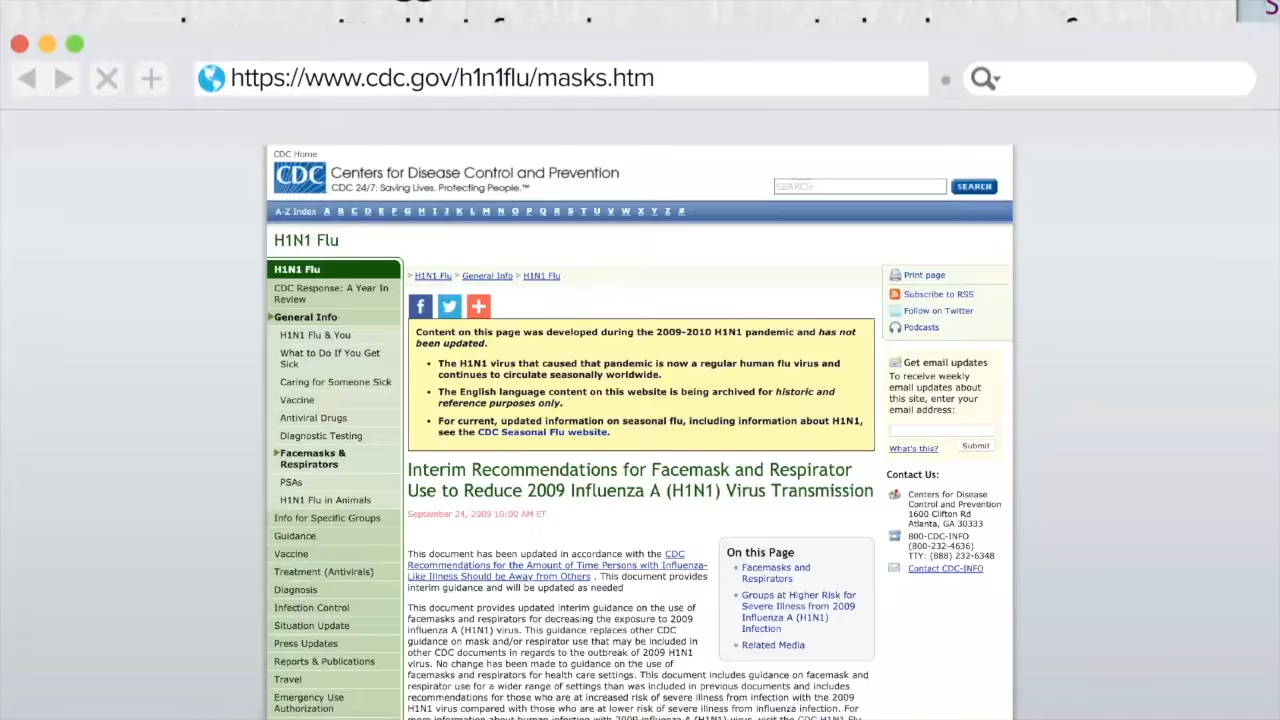 https://www.cdc.gov/h1n1flu/masks.htm
CDC Home
CDC
Centers for Disease Control and Prevention
CDC 24/7: Saving Lives. Protecting People.™
SEARCH
SEARCH
A-Z Index A B C D E F G H I J K L M N O P Q R S T U V W X Y Z #
H1N1 Flu
H1N1 Flu
CDC Response: A Year In
Review
General Info
H1N1 Flu & You
What to Do If You Get
Sick
Caring for Someone Sick
Vaccine
Antiviral Drugs
Diagnostic Testing
Facemasks &
Respirators
PSAs
H1N1 Flu in Animals
Info for Specific Groups
Guidance
Vaccine
Treatment (Antivirals)
Diagnosis
Infection Control
Situation Update
Press Updates
Reports & Publications
Travel
Emergency Use
Authorization
> H1N1 Flu > General Info > H1N1 Flu
Content on this page was developed during the 2009-2010 H1N1 pandemic and has not
been updated.
• The H1N1 virus that caused that pandemic is now a regular human flu virus and
continues to circulate seasonally worldwide.
• The English language content on this website is being archived for historic and
reference purposes only.
• For current, updated information on seasonal flu, including information about H1N1,
see the CDC Seasonal Flu website.
Interim Recommendations for Facemask and Respirator
Use to Reduce 2009 Influenza A (H1N1) Virus Transmission
September 24, 2009 10:00 AM ET
This document has been updated in accordance with the CDC
Recommendations for the Amount of Time Persons with Influenza-
Like Illness Should be Away from Others . This document provides
interim guidance and will be updated as needed
This document provides updated interim guidance on the use of
facemasks and respirators for decreasing the exposure to 2009
influenza A (H1N1) virus. This guidance replaces other CDC
guidance on mask and/or respirator use that may be included in
other CDC documents in regards to the outbreak of 2009 H1N1
virus. No change has been made to guidance on the use of
facemasks and respirators for health care settings. This document includes guidance on facemask and
respirator use for a wider range of settings than was included in previous documents and includes
recommendations for those who are at increased risk of severe illness from infection with the 2009
H1N1 virus compared with those who are at lower risk of severe illness from influenza infection. For
more information about human infection with 2009 influenza A (H1N1) virus, visit the CDC H1N1 Flu
On this Page
• Facemasks and
Respirators
• Groups at Higher Risk for
Severe Illness from 2009
Influenza A (H1N1)
Infection
• Related Media
Print page
Subscribe to RSS
Follow on Twitter
Podcasts
Get email updates
To receive weekly
email updates about
this site, enter your
email address:
What's this?
Submit
Contact Us:
Centers for Disease
Control and Prevention
1600 Clifton Rd
Atlanta, GA 30333
800-CDC-INFO
(800-232-4636)
TTY: (888) 232-6348
Contact CDC-INFO